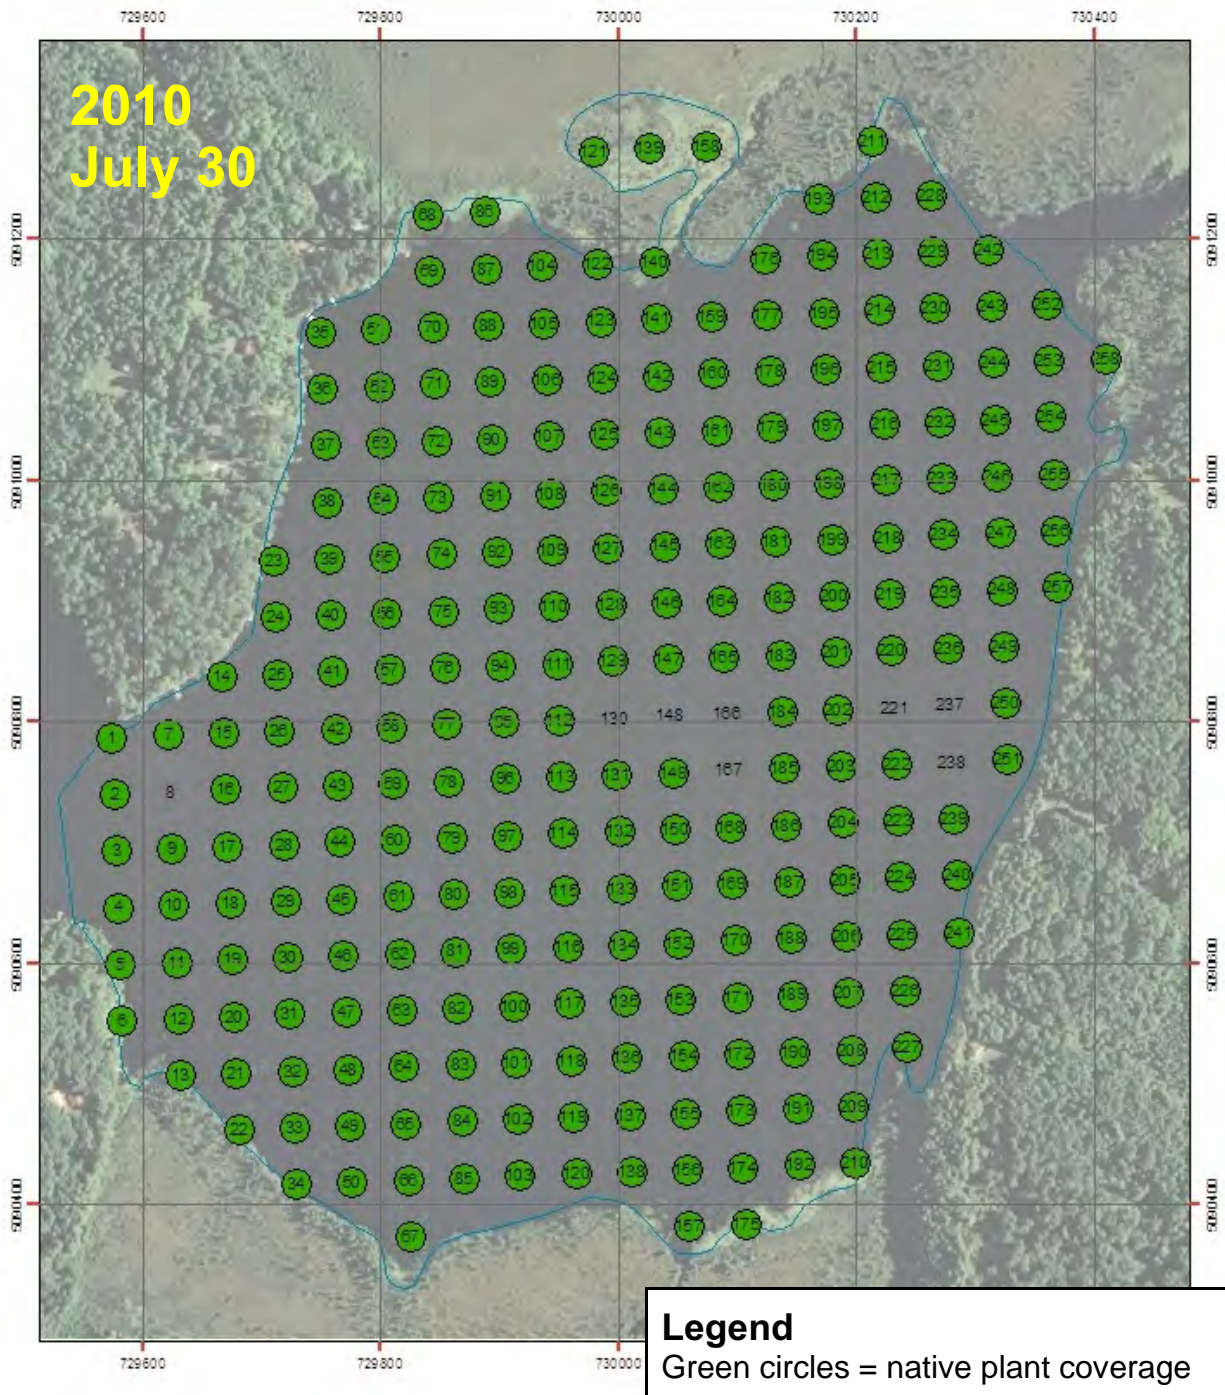 729600 729800 730000 730200 730400
2010
July 30
211
121 139 158
68 86 193 212 228
5091200 5091200
69 87 104 122 140 176 194 213 229 242
35 51 70 88 105 123 141 159 177 195 214 230 243 252
36 52 71 89 106 124 142 160 178 196 215 231 244 253 258
37 53 72 90 107 125 143 161 179 197 216 232 245 254
5091000 5091000
38 54 73 91 108 126 144 162 180 198 217 233 246 255
23 39 55 74 92 109 127 145 163 181 199 218 234 247 256
24 40 56 75 93 110 128 146 164 182 200 219 235 248 257
14 25 41 57 76 94 111 129 147 165 183 201 220 236 249
5090800 5090800
1 7 15 26 42 58 77 95 112 130 148 166 184 202 221 237 250
2 8 16 27 43 59 78 96 113 131 149 167 185 203 222 238 251
3 9 17 28 44 60 79 97 114 132 150 168 186 204 223 239
4 10 18 29 45 61 80 98 115 133 151 169 187 205 224 240
5090600 5090600
5 11 19 30 46 62 81 99 116 134 152 170 188 206 225 241
6 12 20 31 47 63 82 100 117 135 153 171 189 207 226
13 21 32 48 64 83 101 118 136 154 172 190 208 227
22 33 49 65 84 102 119 137 155 173 191 209
34 50 66 85 103 120 138 156 174 192 210
5090400 5090400
67 157 175
Legend
Green circles = native plant coverage
729600 729800 730000